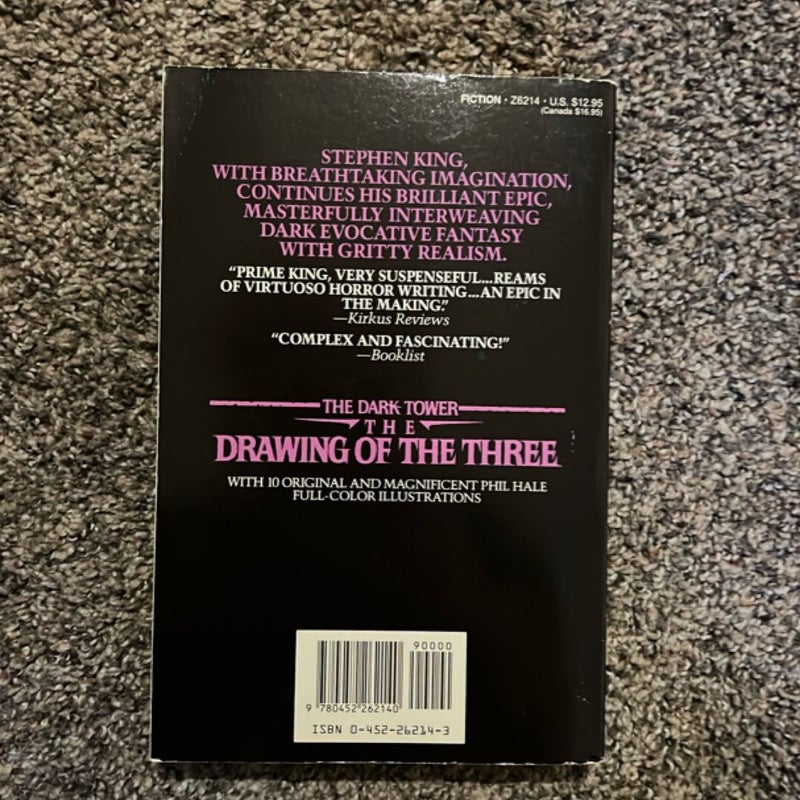 FICTION · Z6214 · U.S. $12.95
(Canada $16.95)
STEPHEN KING,
WITH BREATHTAKING IMAGINATION,
CONTINUES HIS BRILLIANT EPIC,
MASTERFULLY INTERWEAVING
DARK EVOCATIVE FANTASY
WITH GRITTY REALISM.
“PRIME KING, VERY SUSPENSEFUL...REAMS
OF VIRTUOSO HORROR WRITING...AN EPIC IN
THE MAKING.”
—Kirkus Reviews
“COMPLEX AND FASCINATING!”
—Booklist
THE DARK TOWER
THE
DRAWING OF THE THREE
WITH 10 ORIGINAL AND MAGNIFICENT PHIL HALE
FULL-COLOR ILLUSTRATIONS
90000
9 780452 262140
ISBN 0-452-26214-3